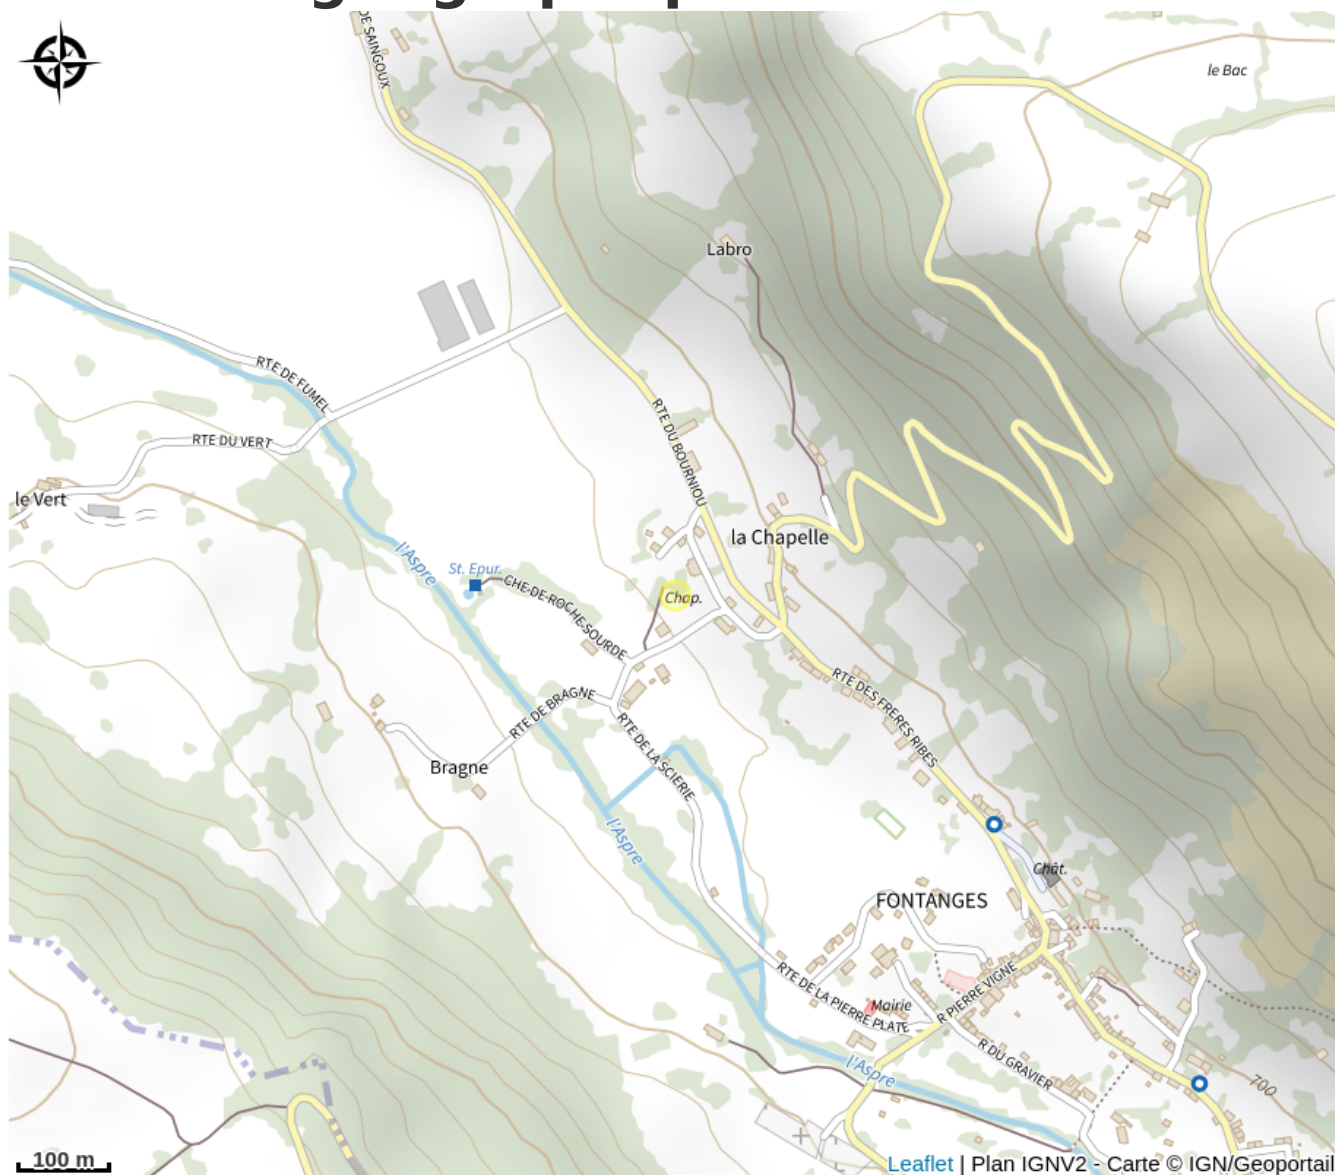 DE SAINGOUX
le Bac
Labro
RTE DE FUMEL
RTE DU VERT
RTE DU BOURNIOU
le Vert
la Chapelle
l'Aspre
St. Epur.
CHE DE ROCHE SOURDE
Chap.
RTE DES FRERES RIBES
RTE DE BRAGNE
RTE DE LA SCIERIE
Bragne
l'Aspre
Chât.
FONTANGES
RTE DE LA PIERRE PLATE
Mairie
R PIERRE VIGNE
R DU GRAVIER
l'Aspre
700
100 m
Leaflet | Plan IGNV2 - Carte © IGN/Geoportail